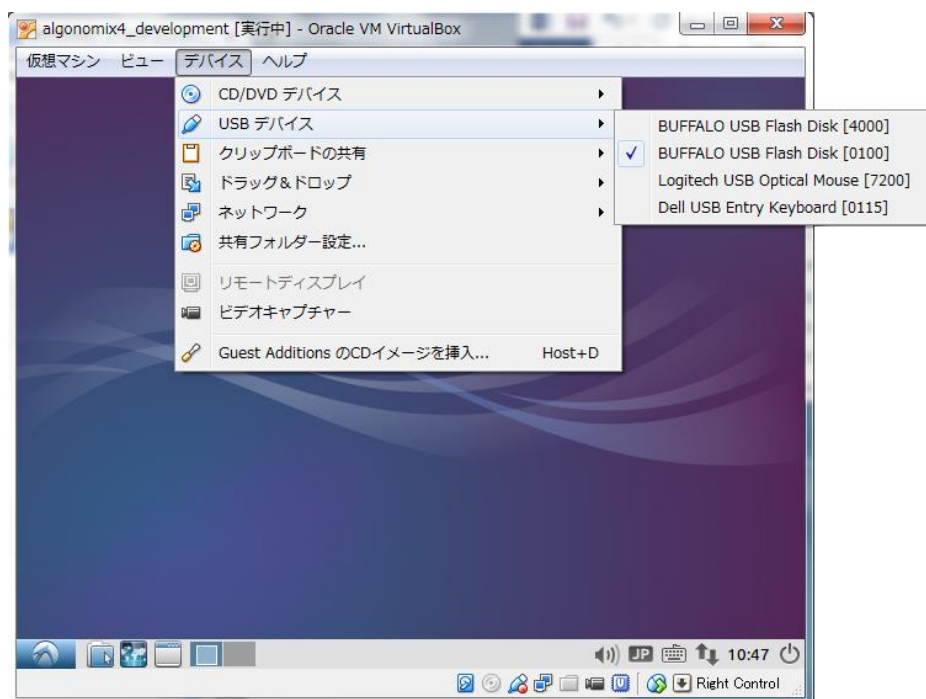 algonomix4_development [実行中] - Oracle VM VirtualBox
仮想マシン ビュー デバイス ヘルプ
CD/DVD デバイス
USB デバイス
クリップボードの共有
ドラッグ＆ドロップ
ネットワーク
共有フォルダー設定...
リモートディスプレイ
ビデオキャプチャー
Guest Additions のCDイメージを挿入... Host+D
BUFFALO USB Flash Disk [4000]
BUFFALO USB Flash Disk [0100]
Logitech USB Optical Mouse [7200]
Dell USB Entry Keyboard [0115]
JP 10:47
Right Control